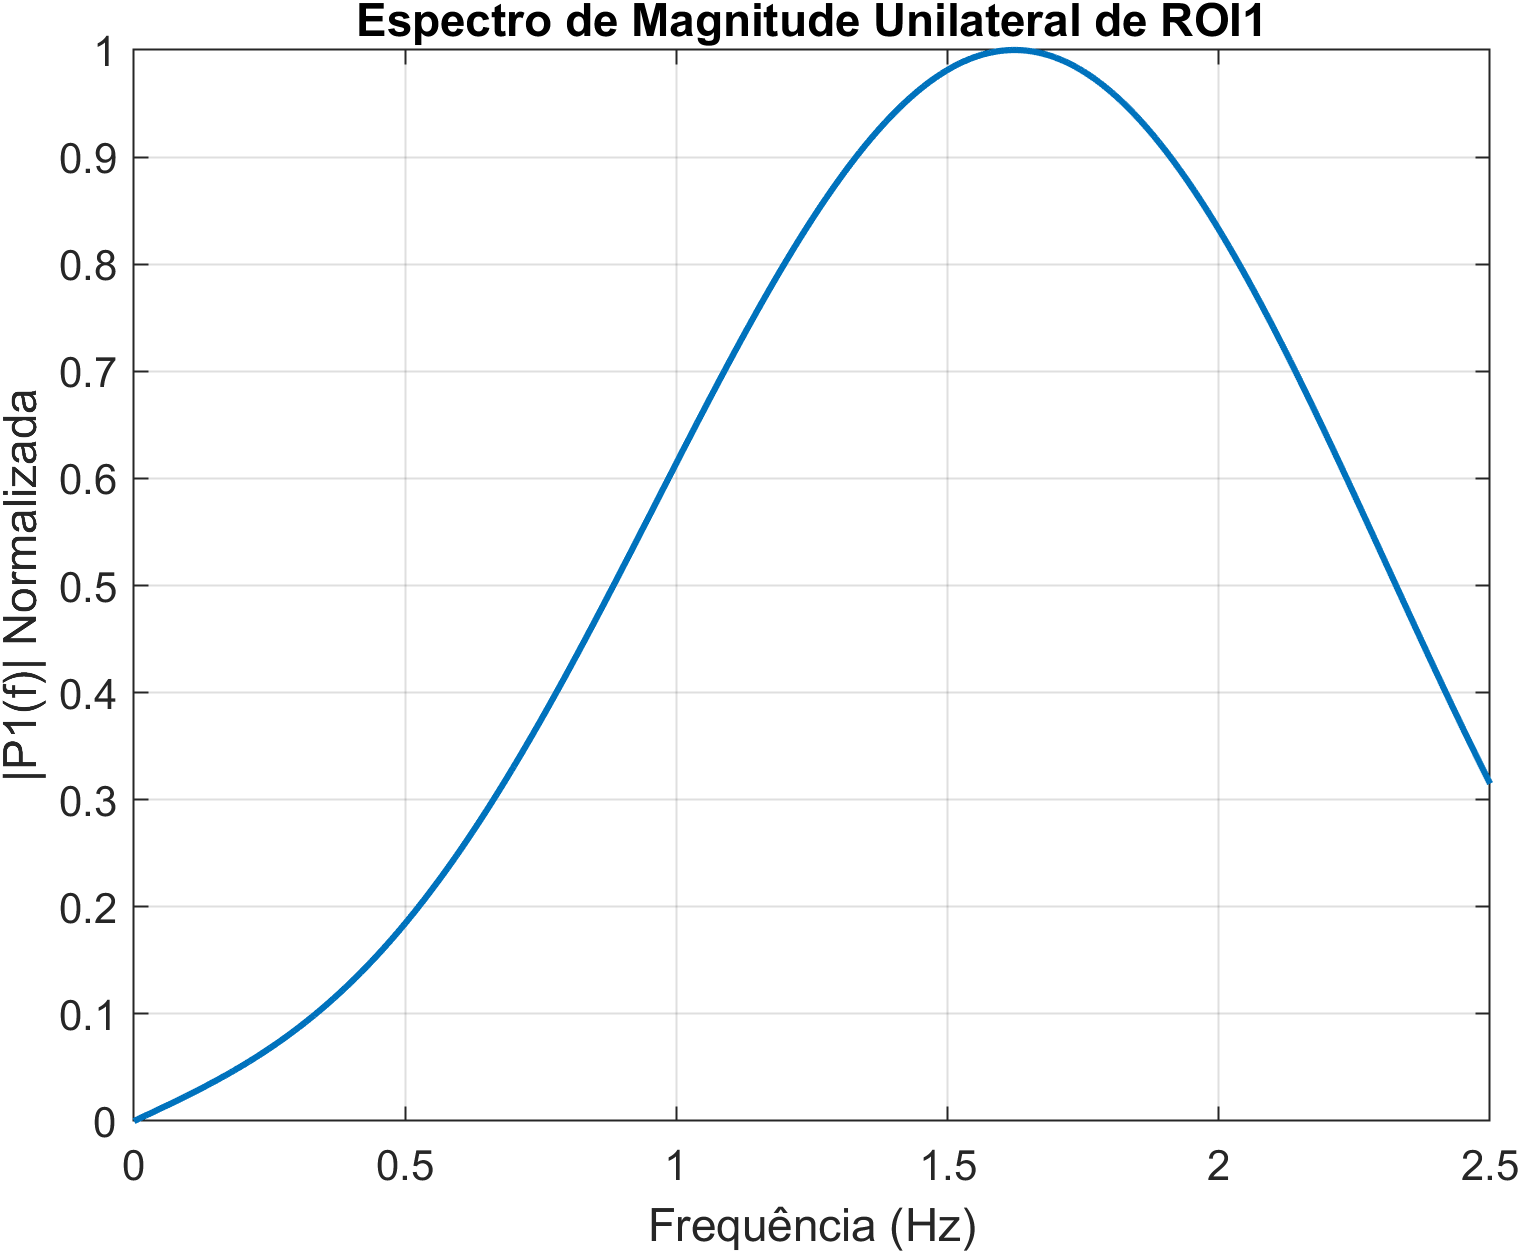 Espectro de Magnitude Unilateral de ROI1
|P1(f)| Normalizada
1
0.9
0.8
0.7
0.6
0.5
0.4
0.3
0.2
0.1
0
0 0.5 1 1.5 2 2.5
Frequência (Hz)